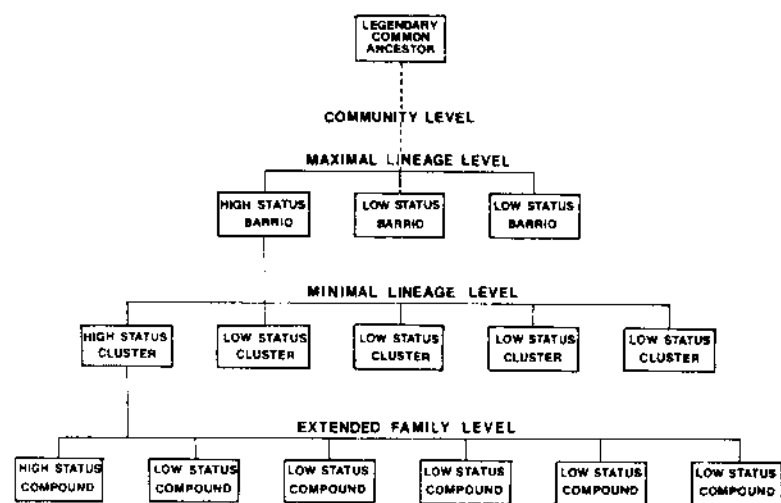 LEGENDARY
COMMON
ANCESTOR
COMMUNITY LEVEL
MAXIMAL LINEAGE LEVEL
HIGH STATUS
BARRIO
LOW STATUS
BARRIO
LOW STATUS
BARRIO
MINIMAL LINEAGE LEVEL
HIGH STATUS
CLUSTER
LOW STATUS
CLUSTER
LOW STATUS
CLUSTER
LOW STATUS
CLUSTER
LOW STATUS
CLUSTER
EXTENDED FAMILY LEVEL
HIGH STATUS
COMPOUND
LOW STATUS
COMPOUND
LOW STATUS
COMPOUND
LOW STATUS
COMPOUND
LOW STATUS
COMPOUND
LOW STATUS
COMPOUND